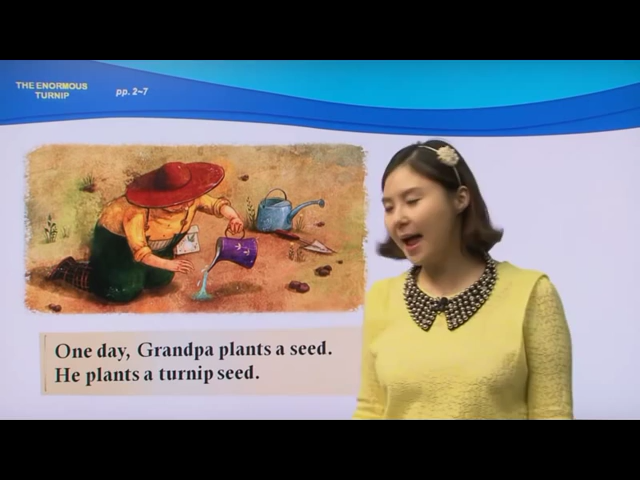 THE ENORMOUS
TURNIP
pp. 2~7
One day, Grandpa plants a seed.
He plants a turnip seed.